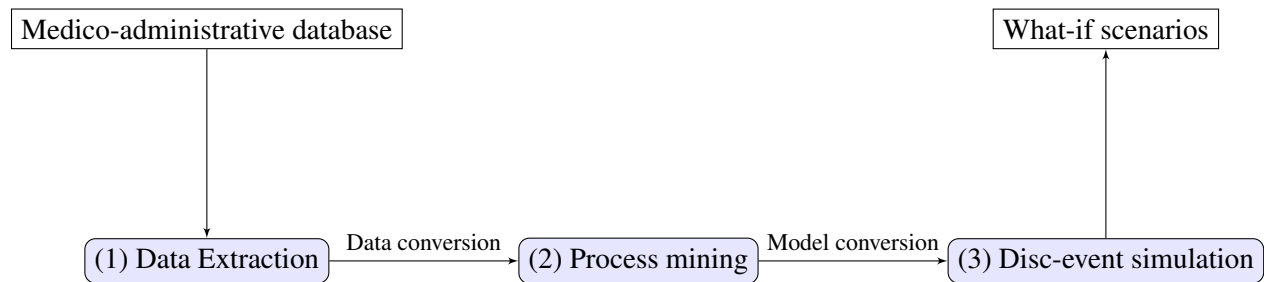 Medico-administrative database
What-if scenarios
(1) Data Extraction
Data conversion
(2) Process mining
Model conversion
(3) Disc-event simulation